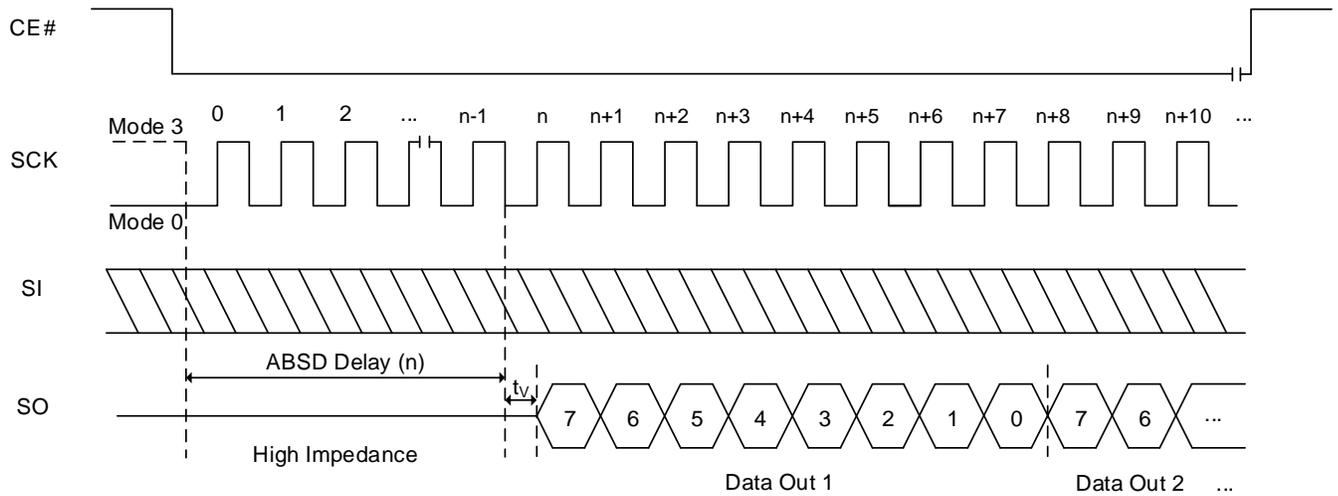 CE#
0 1 2 ... n-1 n n+1 n+2 n+3 n+4 n+5 n+6 n+7 n+8 n+9 n+10 ...
Mode 3
SCK
Mode 0
SI
ABSD Delay (n)
tV
SO
7 6 5 4 3 2 1 0 7 6 ...
High Impedance
Data Out 1 Data Out 2 ...